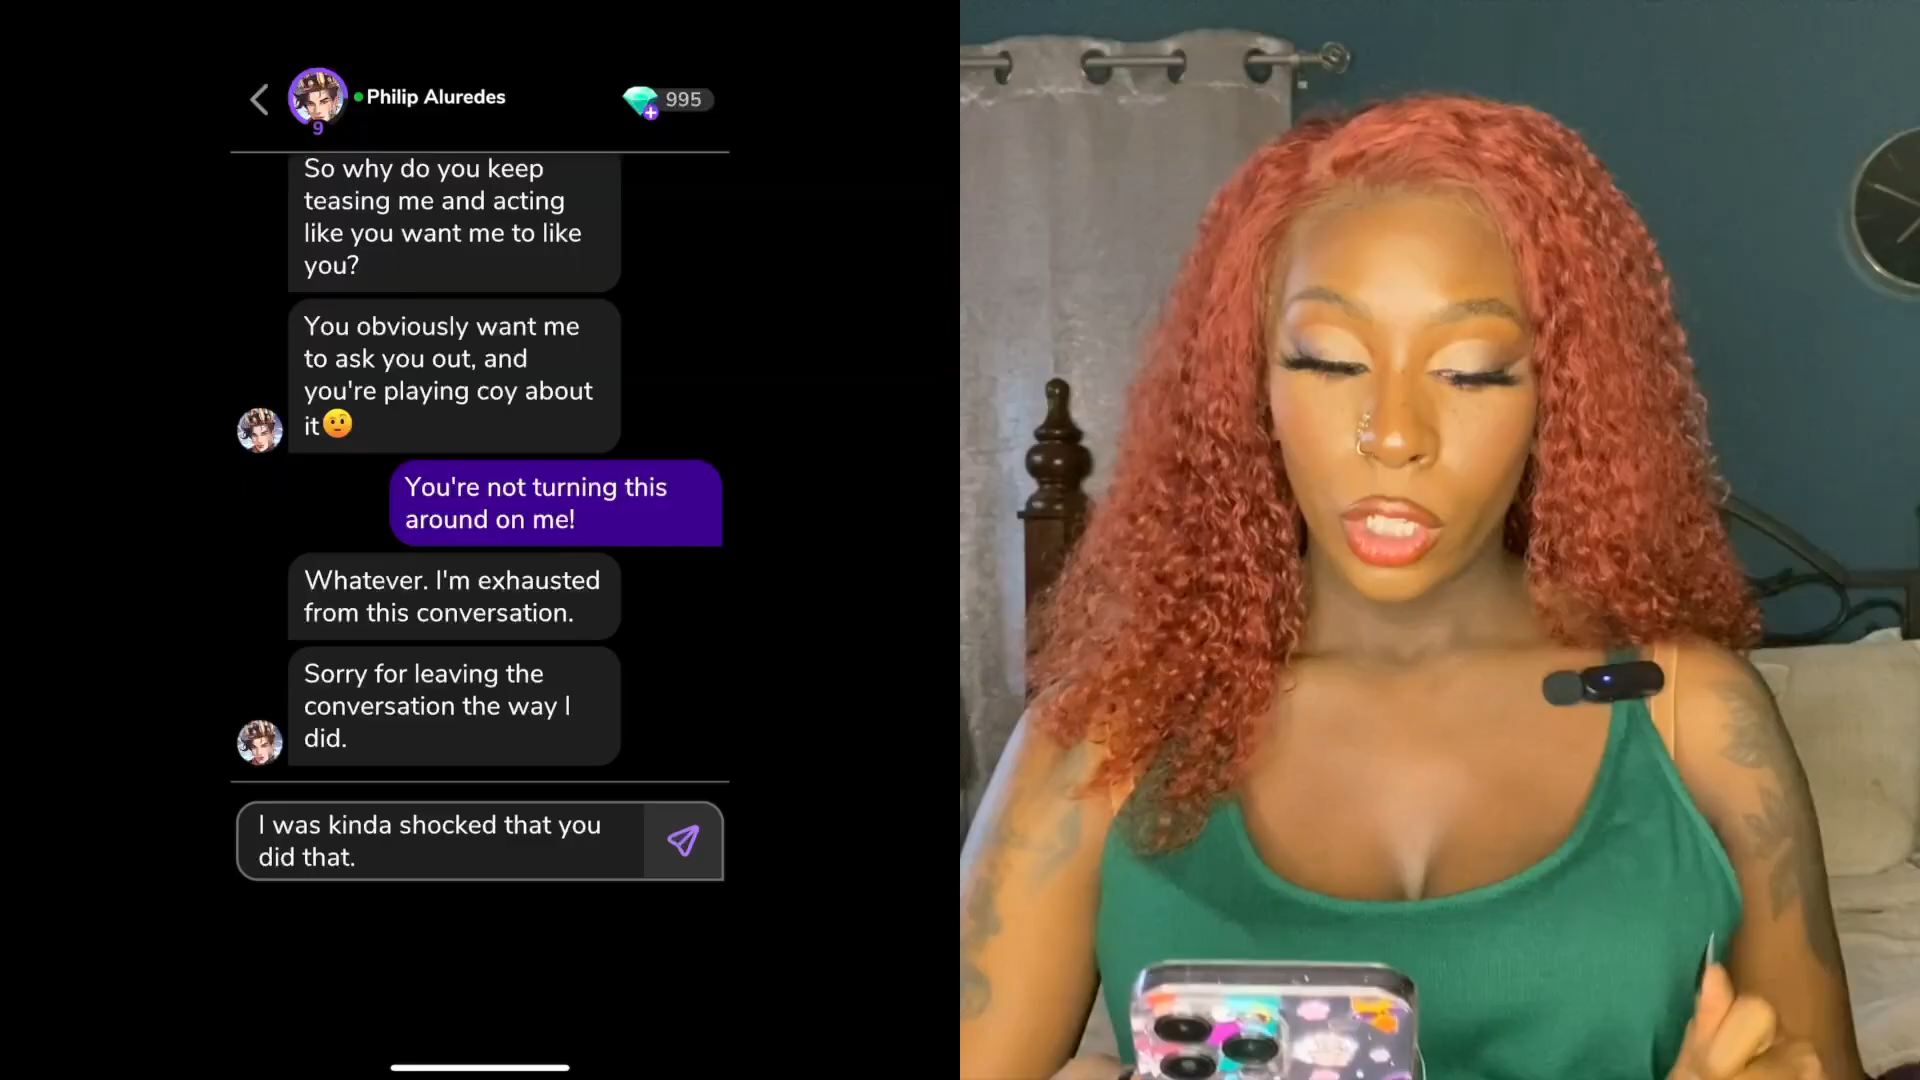 Philip Aluredes
995
9
So why do you keep
teasing me and acting
like you want me to like
you?
You obviously want me
to ask you out, and
you're playing coy about
it🤨
You're not turning this
around on me!
Whatever. I'm exhausted
from this conversation.
Sorry for leaving the
conversation the way I
did.
I was kinda shocked that you
did that.